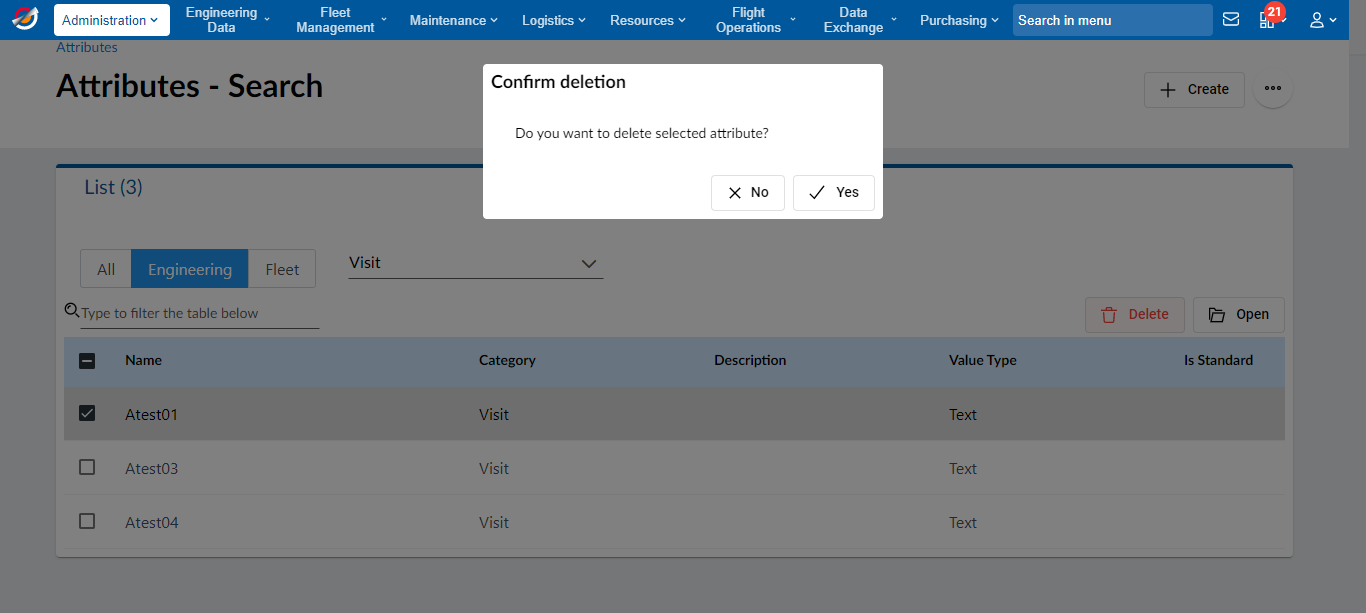 Administration
Engineering
Data
Fleet
Management
Maintenance
Logistics
Resources
Flight
Operations
Data
Exchange
Purchasing
Search in menu
21
Attributes
Attributes - Search
Create
Confirm deletion
Do you want to delete selected attribute?
No
Yes
List (3)
All
Engineering
Fleet
Visit
Type to filter the table below
Delete
Open
Name Category Description Value Type Is Standard
Atest01 Visit Text
Atest03 Visit Text
Atest04 Visit Text